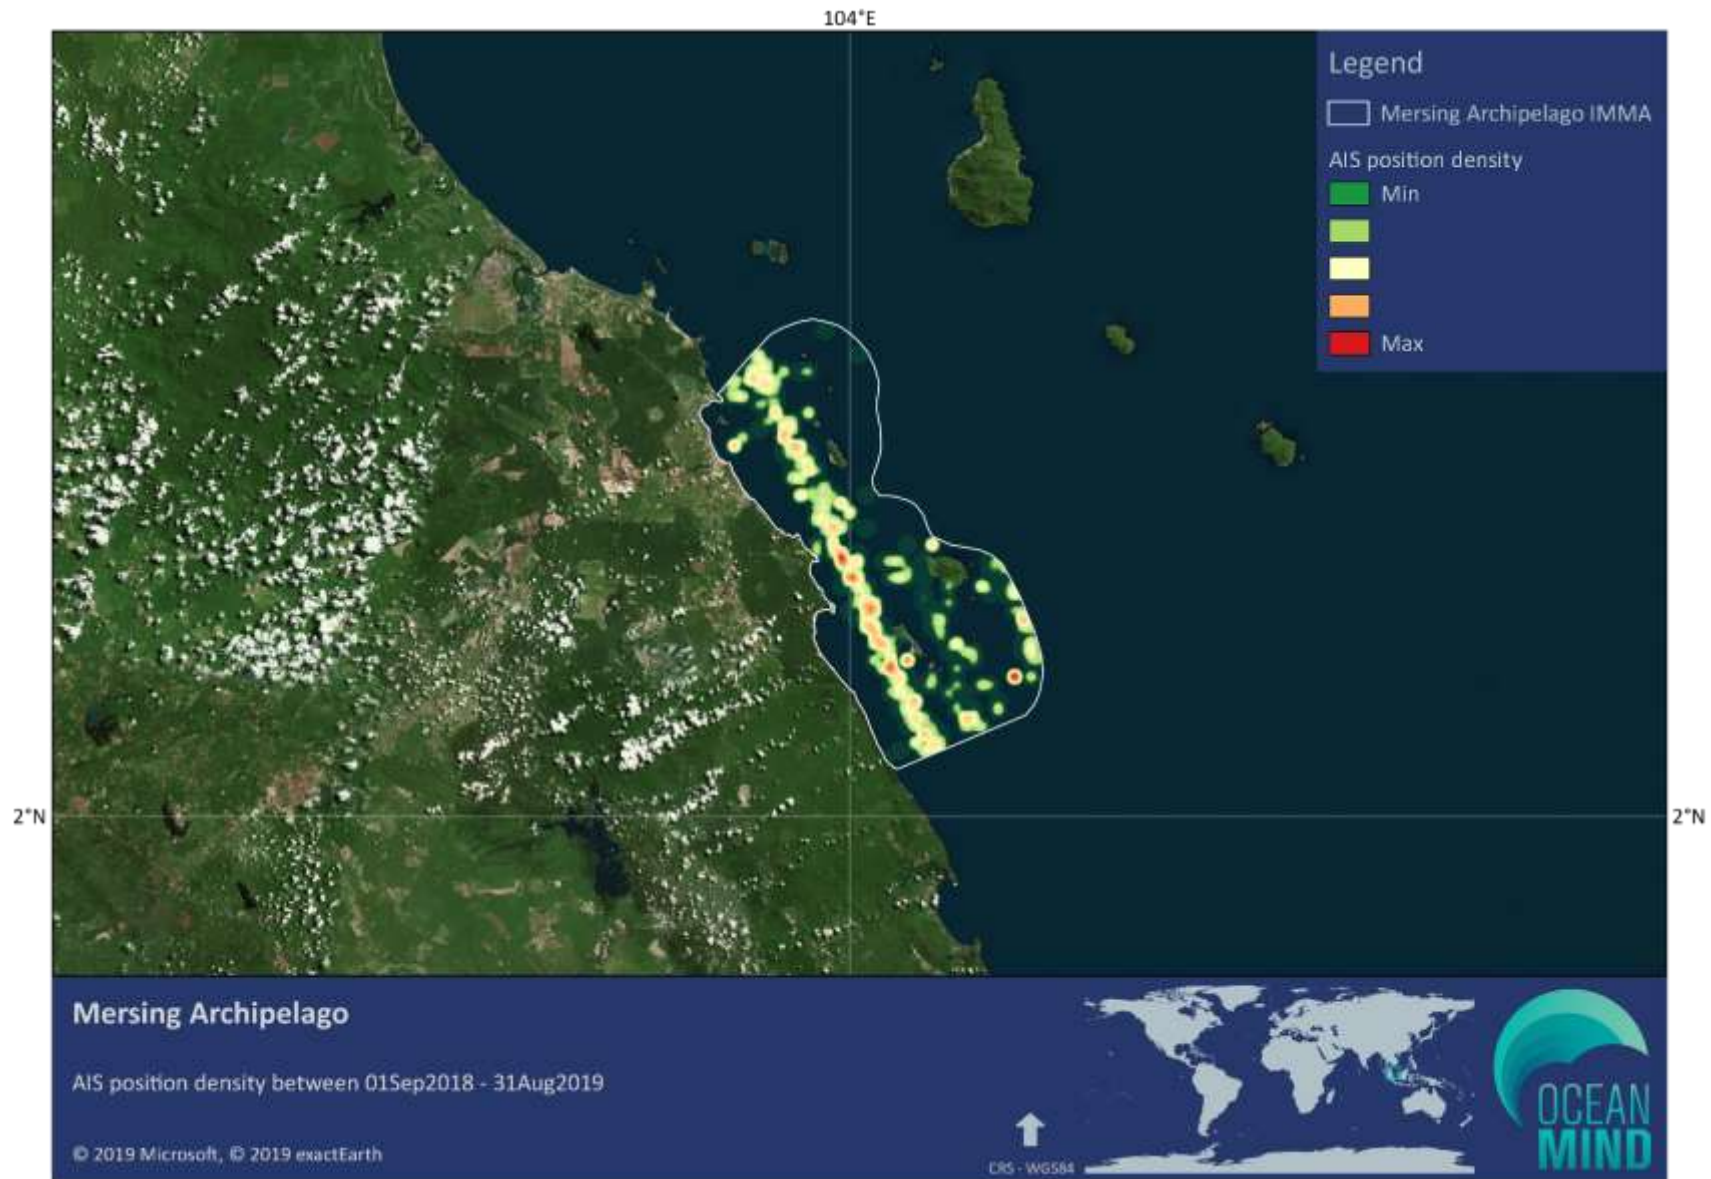 104°E
Legend
Mersing Archipelago IMMA
AIS position density
Min
Max
2°N
2°N
Mersing Archipelago
AIS position density between 01Sep2018 - 31Aug2019
© 2019 Microsoft, © 2019 exactEarth
CRS - WGS84
OCEAN
MIND